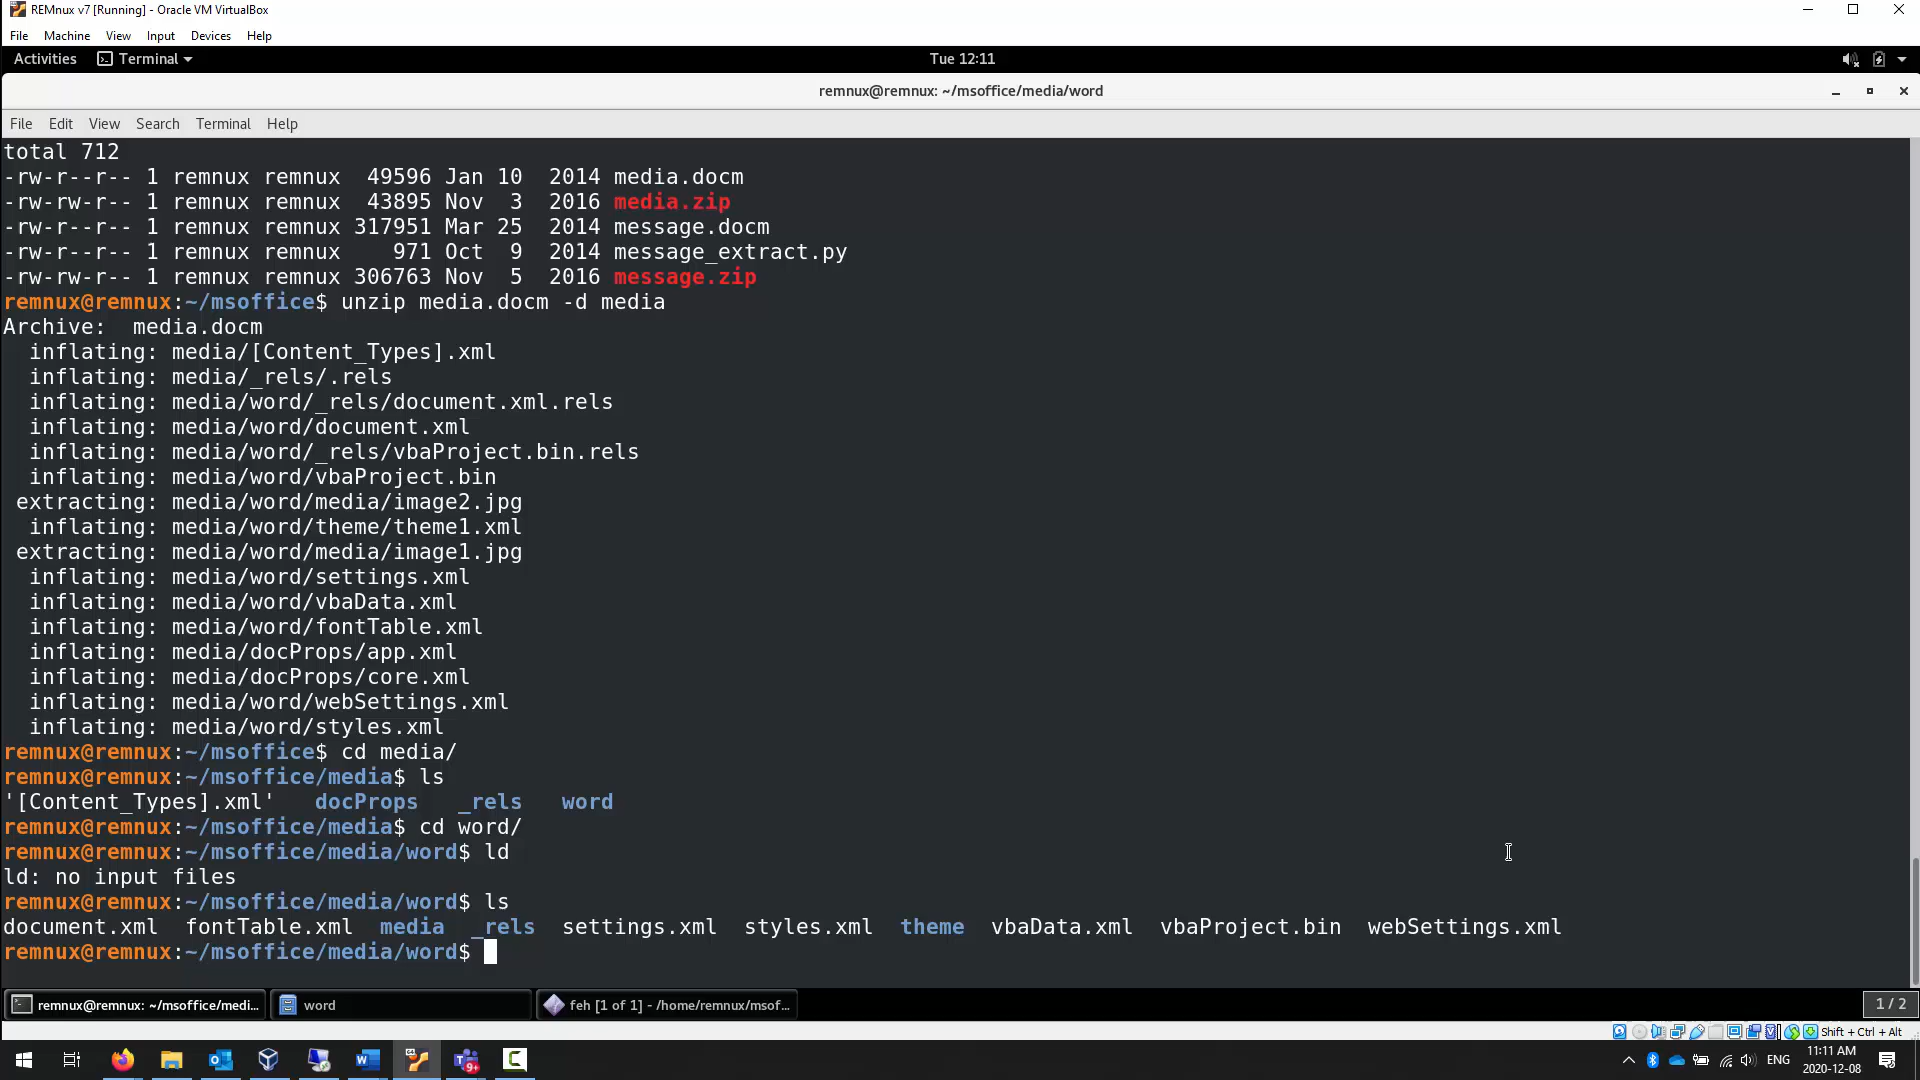 REMnux v7 [Running] - Oracle VM VirtualBox
File Machine View Input Devices Help
Activities Terminal Tue 12:11
remnux@remnux: ~/msoffice/media/word
File Edit View Search Terminal Help
total 712
-rw-r--r-- 1 remnux remnux  49596 Jan 10  2014 media.docm
-rw-rw-r-- 1 remnux remnux  43895 Nov  3  2016 media.zip
-rw-r--r-- 1 remnux remnux 317951 Mar 25  2014 message.docm
-rw-rw-r-- 1 remnux remnux    971 Oct  9  2014 message_extract.py
-rw-rw-r-- 1 remnux remnux 306763 Nov  5  2016 message.zip
remnux@remnux:~/msoffice$ unzip media.docm -d media
Archive:  media.docm
  inflating: media/[Content_Types].xml
  inflating: media/_rels/.rels
  inflating: media/word/_rels/document.xml.rels
  inflating: media/word/document.xml
  inflating: media/word/_rels/vbaProject.bin.rels
  inflating: media/word/vbaProject.bin
 extracting: media/word/media/image2.jpg
  inflating: media/word/theme/theme1.xml
 extracting: media/word/media/image1.jpg
  inflating: media/word/settings.xml
  inflating: media/word/vbaData.xml
  inflating: media/word/fontTable.xml
  inflating: media/docProps/app.xml
  inflating: media/docProps/core.xml
  inflating: media/word/webSettings.xml
  inflating: media/word/styles.xml
remnux@remnux:~/msoffice$ cd media/
remnux@remnux:~/msoffice/media$ ls
'[Content_Types].xml'   docProps   _rels   word
remnux@remnux:~/msoffice/media$ cd word/
remnux@remnux:~/msoffice/media/word$ ld
ld: no input files
remnux@remnux:~/msoffice/media/word$ ls
document.xml  fontTable.xml  media  _rels  settings.xml  styles.xml  theme  vbaData.xml  vbaProject.bin  webSettings.xml
remnux@remnux:~/msoffice/media/word$
remnux@remnux: ~/msoffice/medi... word feh [1 of 1] - /home/remnux/msof... 1 / 2
Shift + Ctrl + Alt
9+ ENG 11:11 AM
2020-12-08